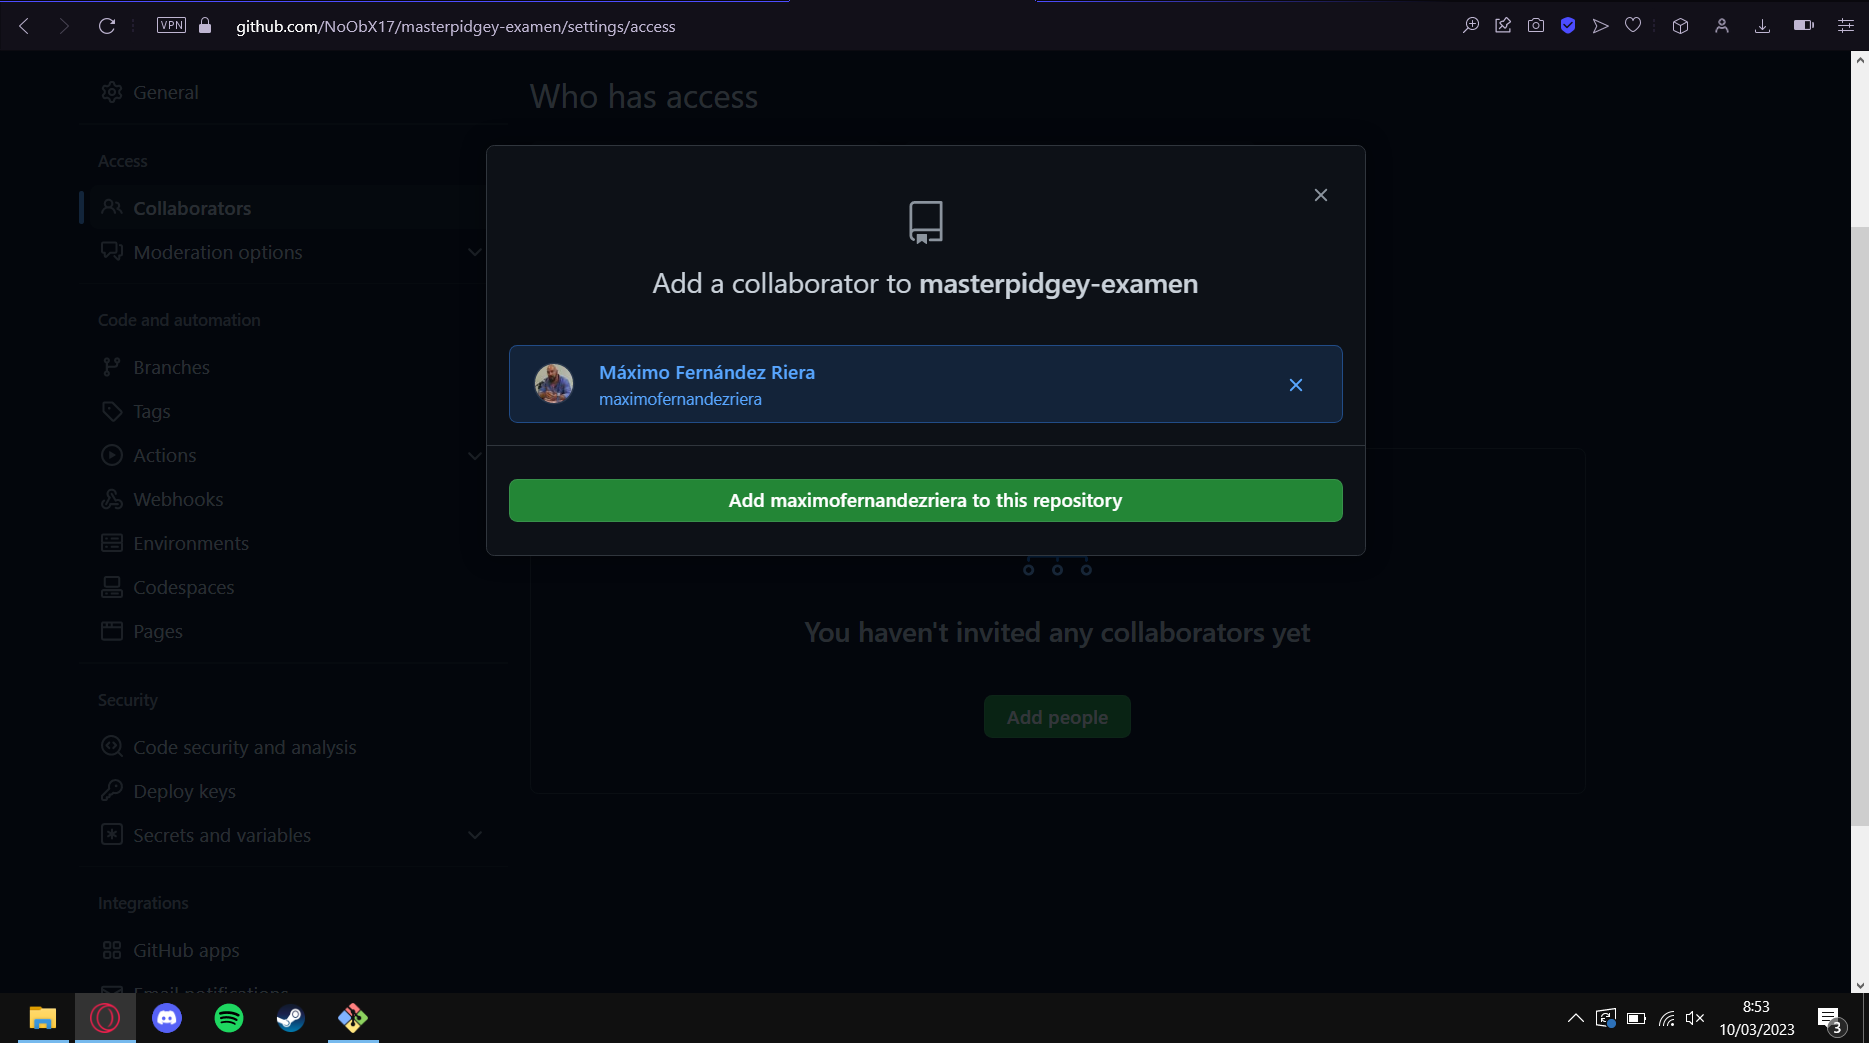 VPN
github.com/NoObX17/masterpidgey-examen/settings/access
General
Who has access
Access
Collaborators
Moderation options
Code and automation
Branches
Tags
Actions
Webhooks
Environments
Codespaces
Pages
Security
Code security and analysis
Deploy keys
Secrets and variables
Integrations
GitHub apps
Email notifications
Add a collaborator to masterpidgey-examen
Máximo Fernández Riera
maximofernandezriera
Add maximofernandezriera to this repository
You haven't invited any collaborators yet
Add people
8:53
10/03/2023
3